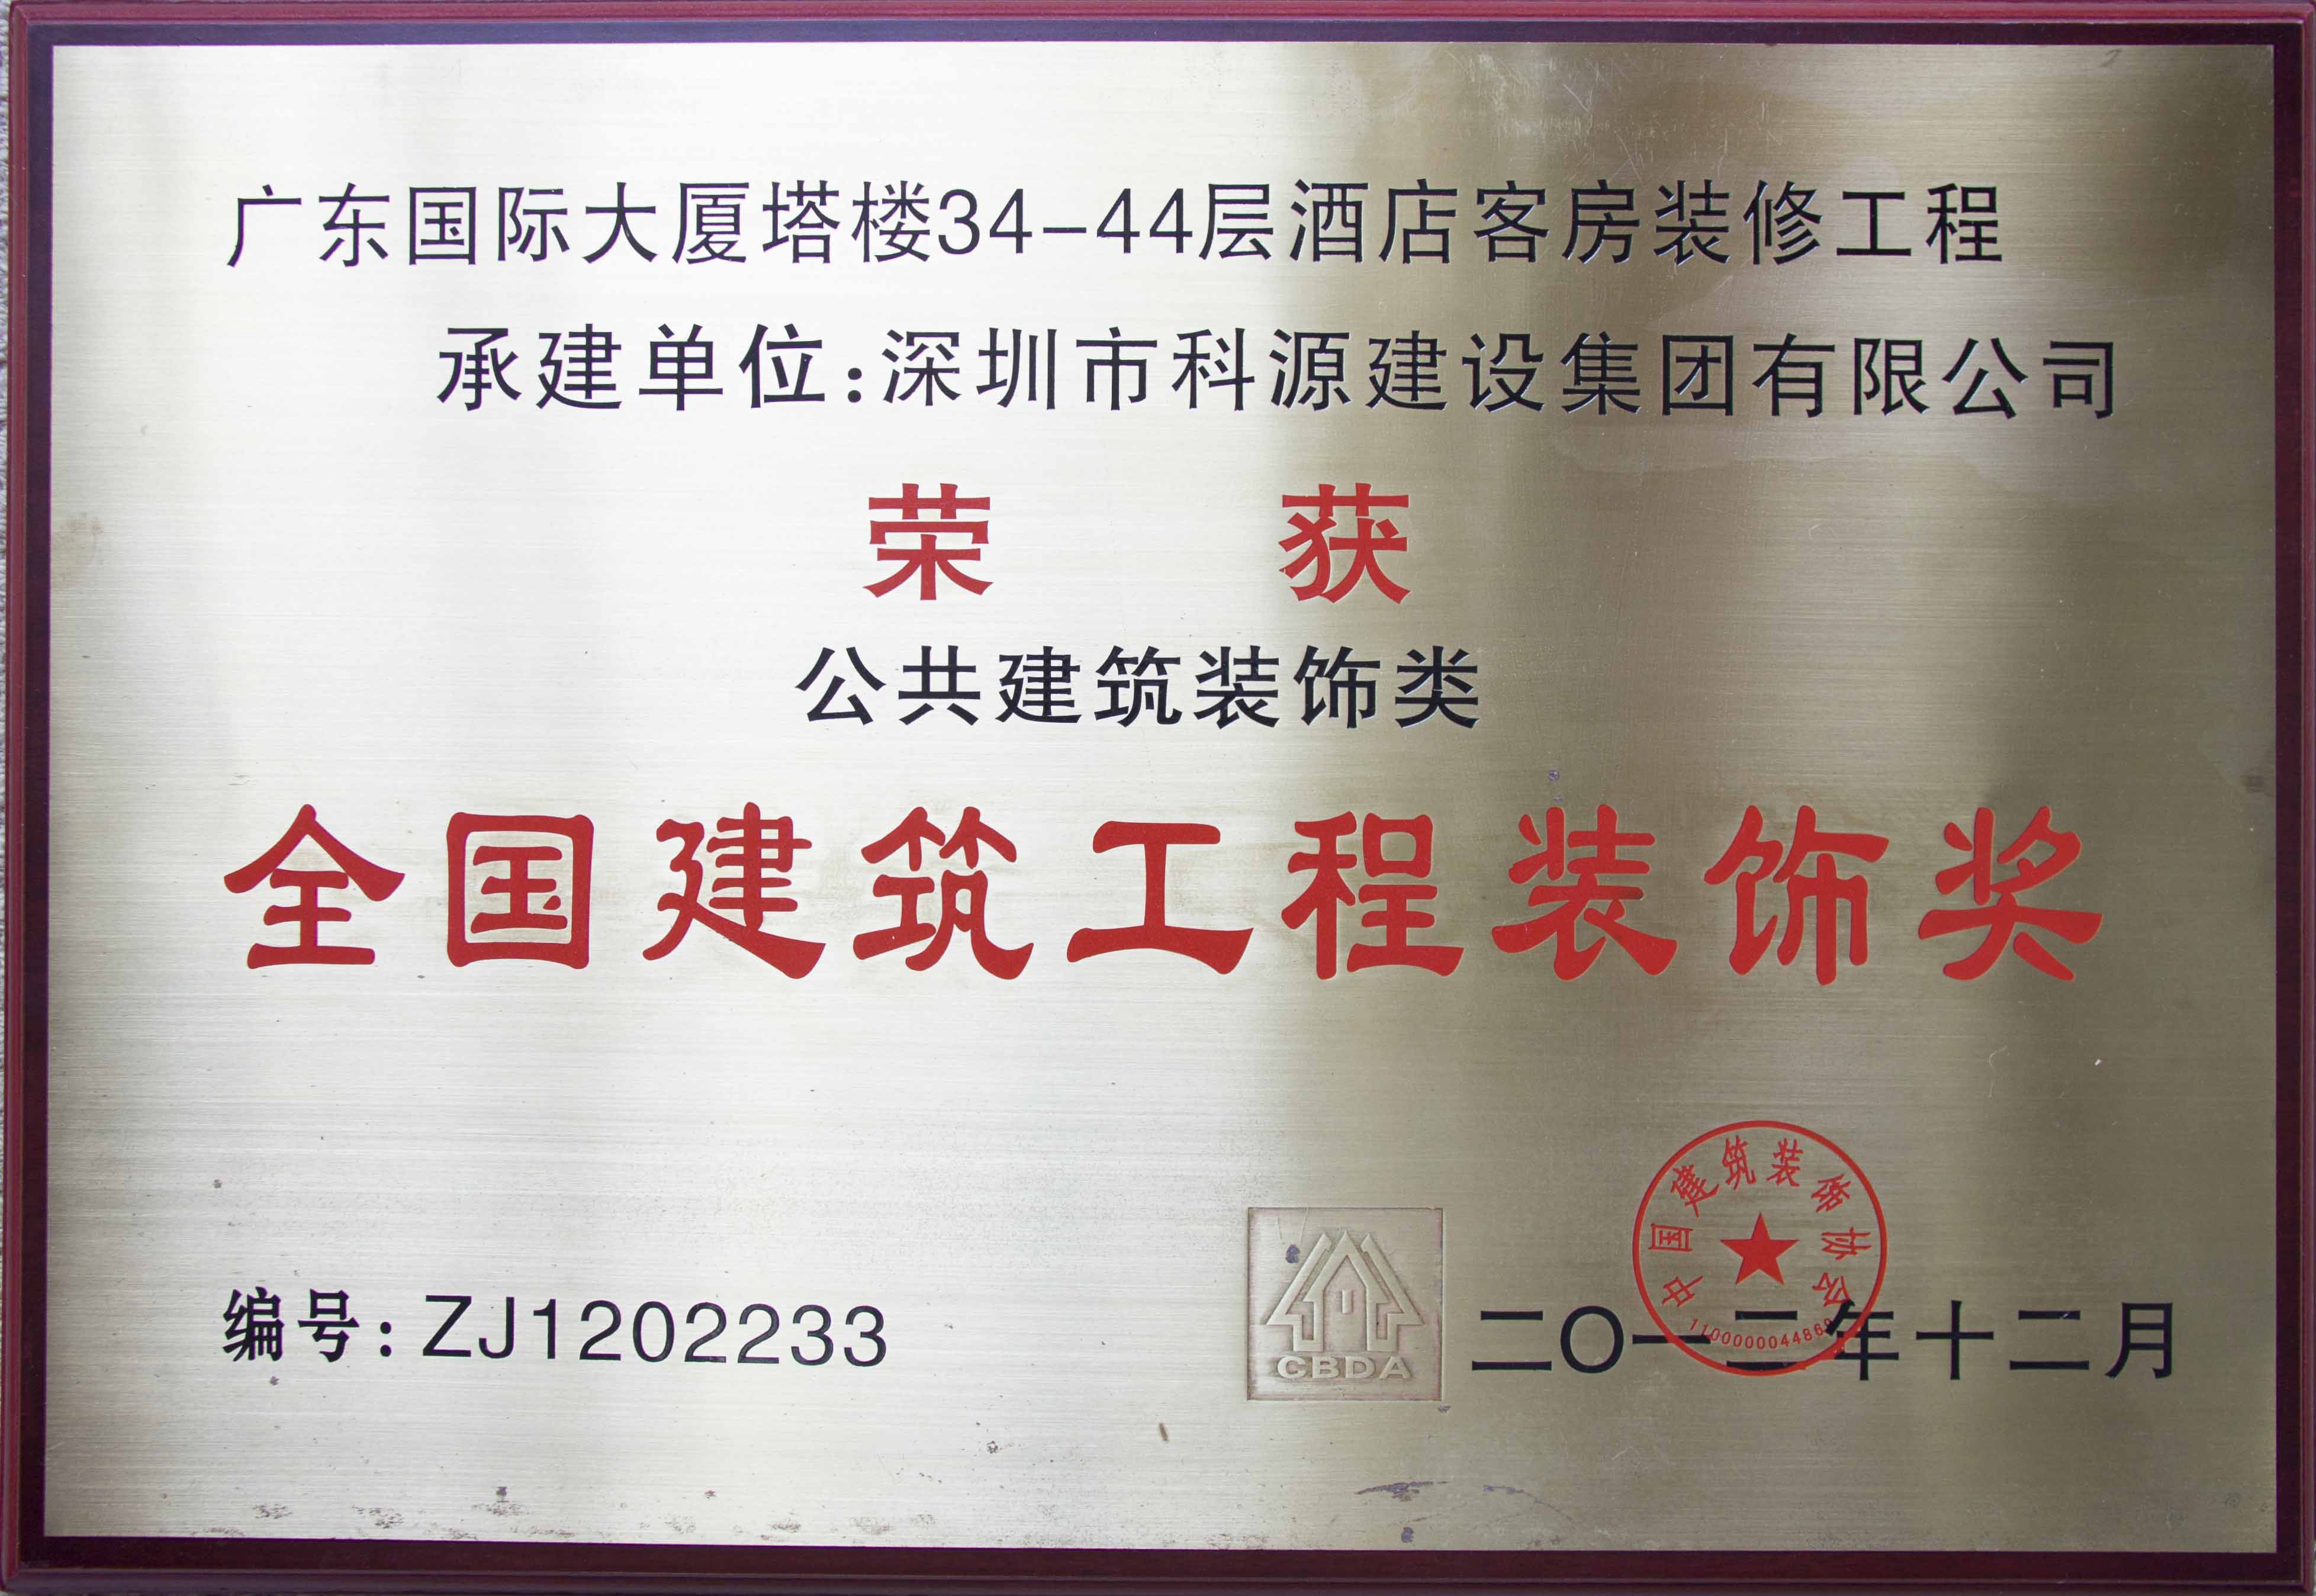 广东国际大厦塔楼34-44层酒店客房装修工程
承建单位:深圳市科源建设集团有限公司
荣 获
公共建筑装饰类
全国建筑工程装饰奖
中国建筑装饰协会
编号:ZJ1202233
CBDA
二〇一二年十二月